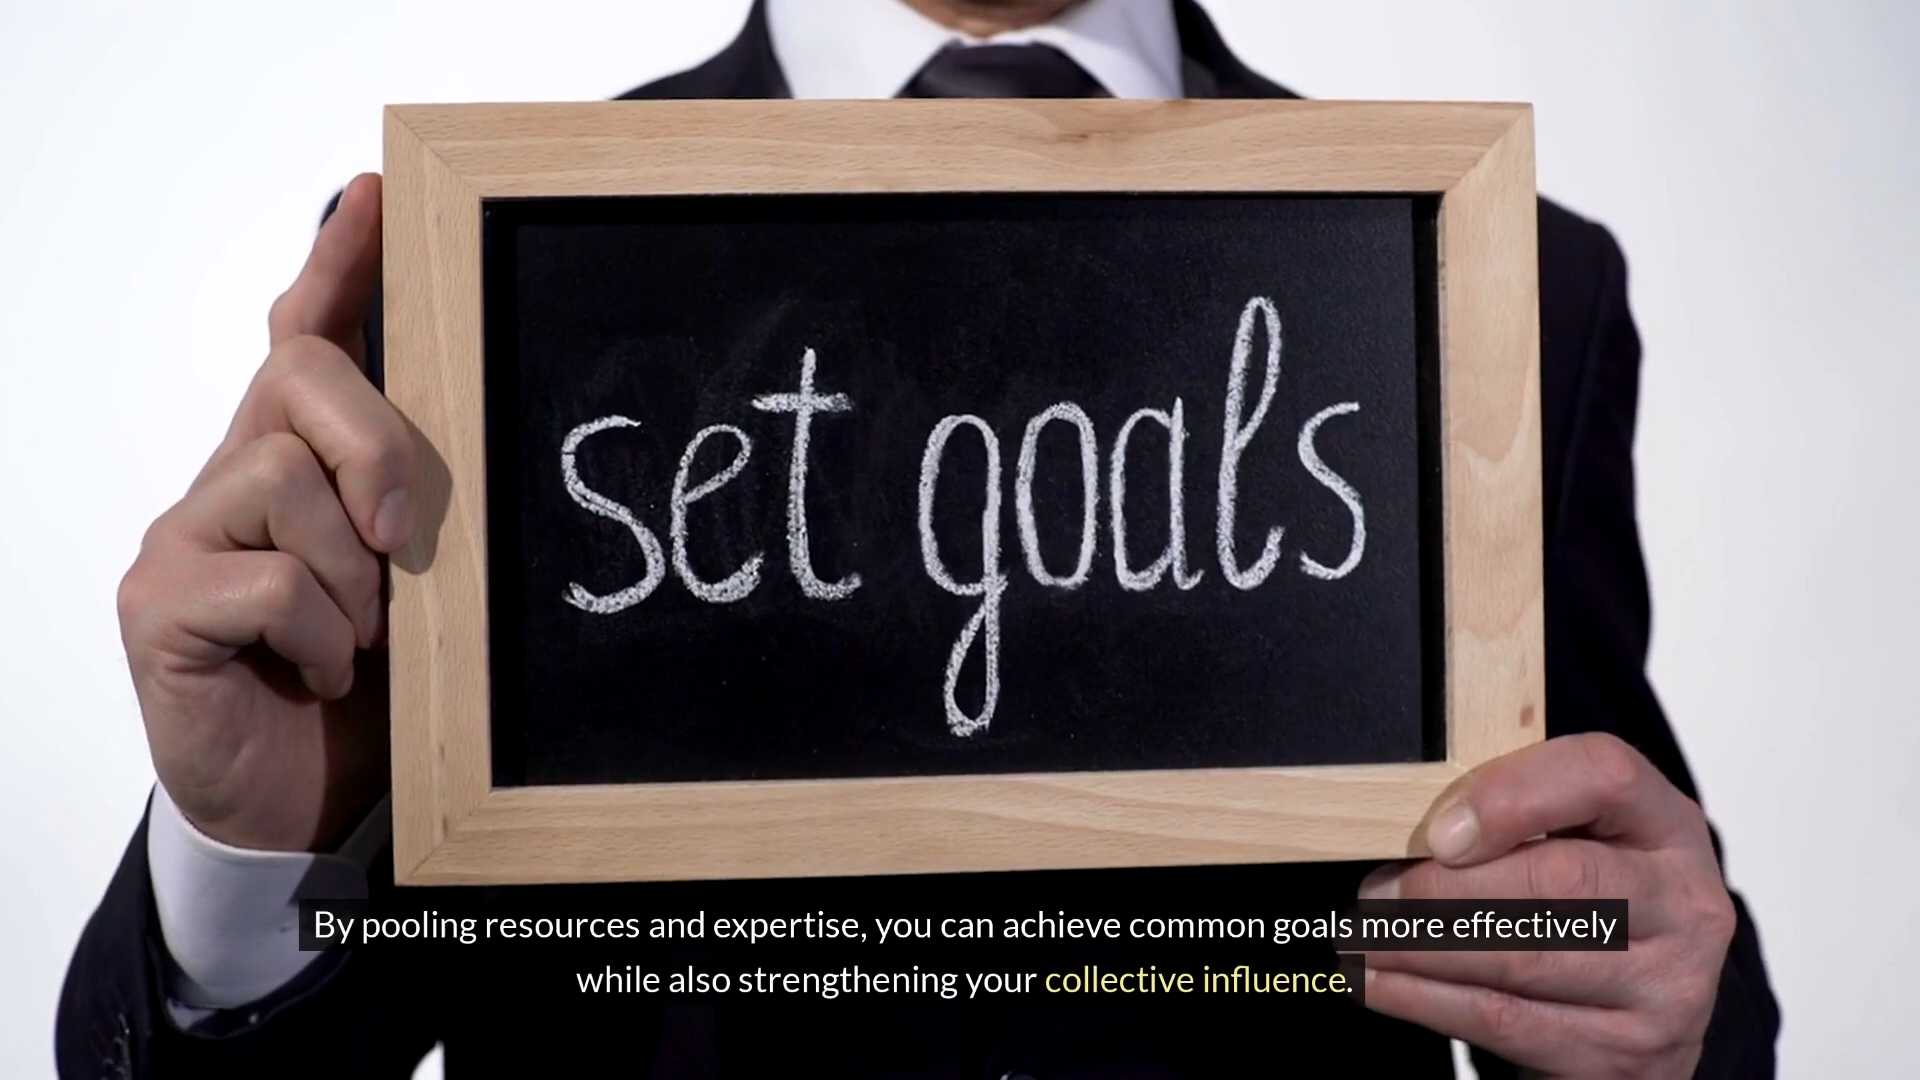 set goals
By pooling resources and expertise, you can achieve common goals more effectively
while also strengthening your collective influence.